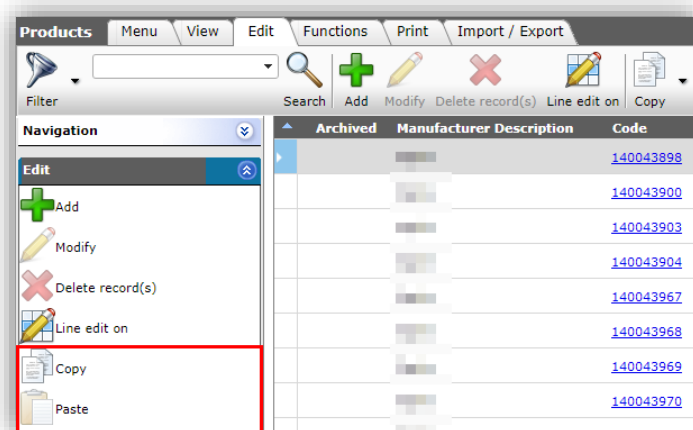 Products Menu View Edit Functions Print Import / Export
Filter Search Add Modify Delete record(s) Line edit on Copy
Navigation
Archived Manufacturer Description Code
Edit
140043898
Add
140043900
140043903
Modify
140043904
Delete record(s)
140043967
Line edit on
140043968
Copy
140043969
Paste
140043970